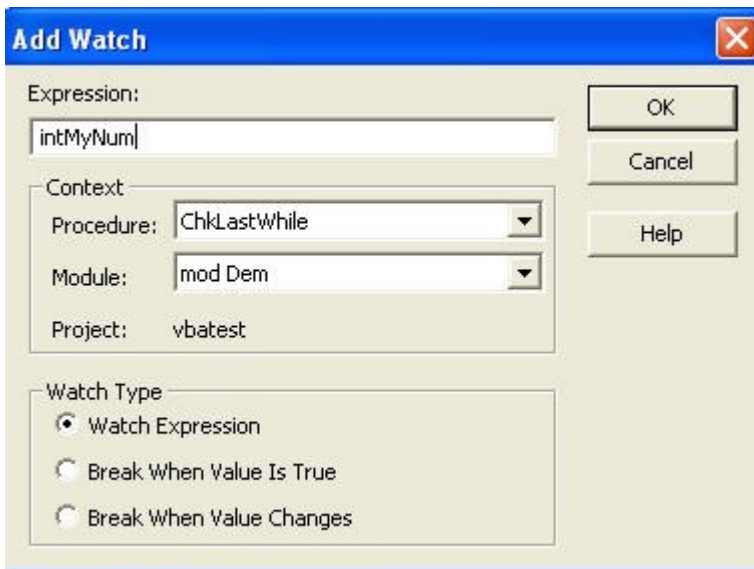 Add Watch
Expression:
OK
intMyNum
Cancel
Context
Procedure: ChkLastWhile
Help
Module: mod Dem
Project: vbatest
Watch Type
Watch Expression
Break When Value Is True
Break When Value Changes